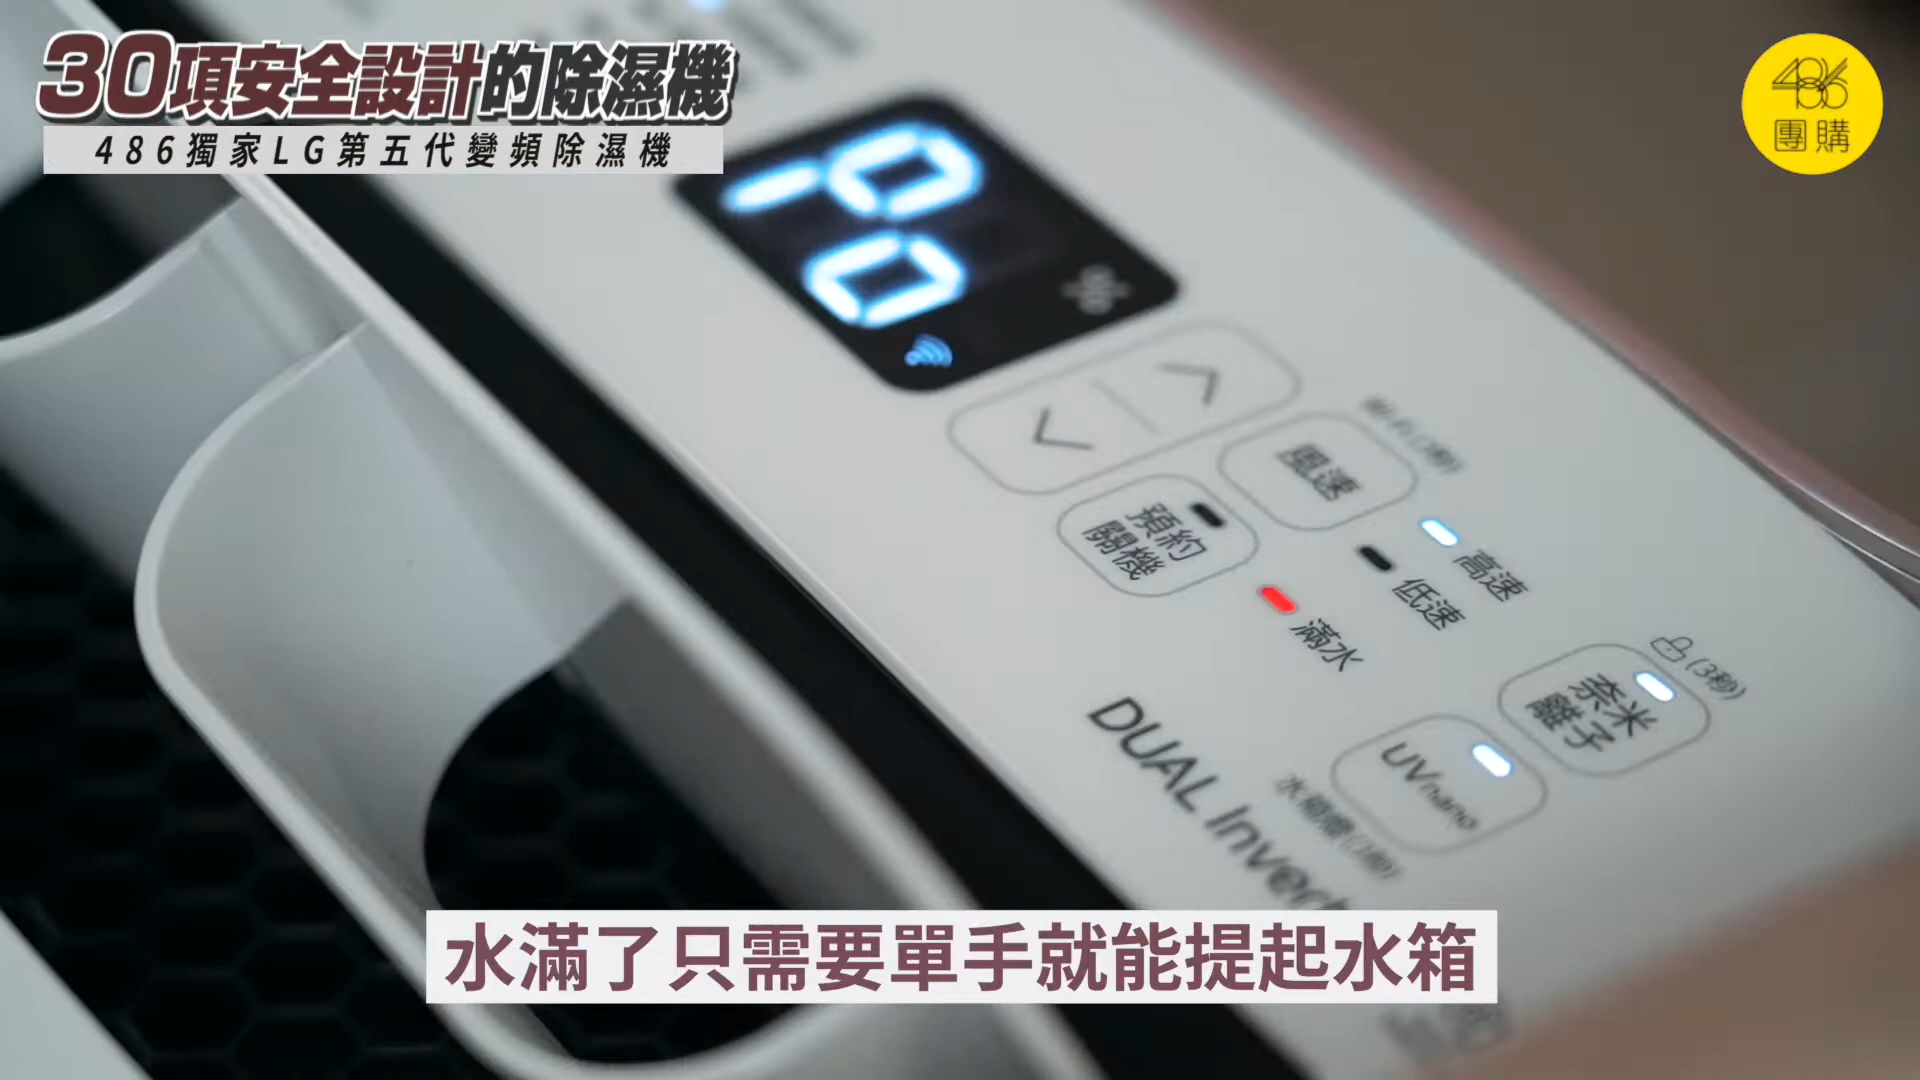 30項安全設計的除濕機
486獨家LG第五代變頻除濕機
486
團購
%
風速
預約
關機
高速
低速
滿水
(3秒)
奈米
離子
UVnano
DUAL Invert
水滿了只需要單手就能提起水箱